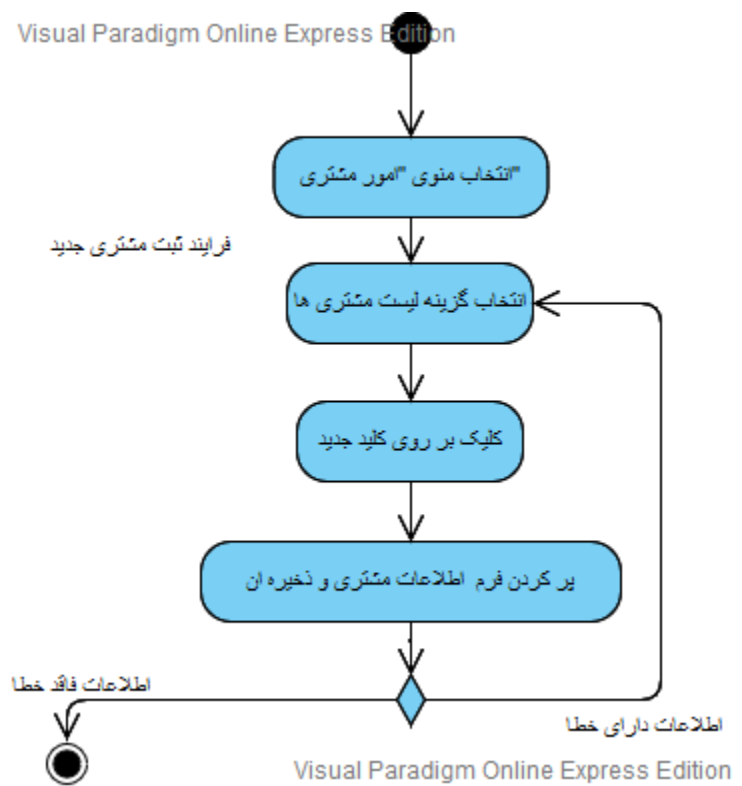 Visual Paradigm Online Express Edition
"انتخاب منوی "امور مشتری
فرایند ثبت مشتری جدید
انتخاب گزینه لیست مشتری ها
کلیک بر روی کلید جدید
پر کردن فرم اطلاعات مشتری و ذخیره ان
اطلاعات فاقد خطا
اطلاعات دارای خطا
Visual Paradigm Online Express Edition